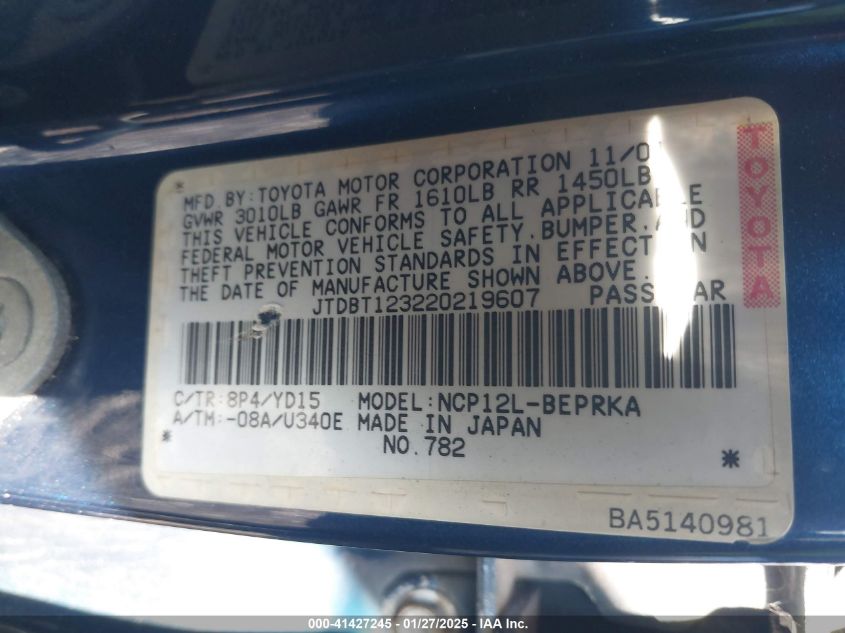 MFD. BY: TOYOTA MOTOR CORPORATION 11/01
GVWR 3010LB GAWR FR 1610LB RR 1450LB
THIS VEHICLE CONFORMS TO ALL APPLICABLE
FEDERAL MOTOR VEHICLE SAFETY, BUMPER, AND
THEFT PREVENTION STANDARDS IN EFFECT ON
THE DATE OF MANUFACTURE SHOWN ABOVE.
JTDBT123220219607 PASS CAR
C/TR: 8P4/YD15 MODEL: NCP12L-BEPRKA
A/TM: -08A/U340E MADE IN JAPAN
NO. 782
BA5140981
TOYOTA
000-41427245 - 01/27/2025 - IAA Inc.